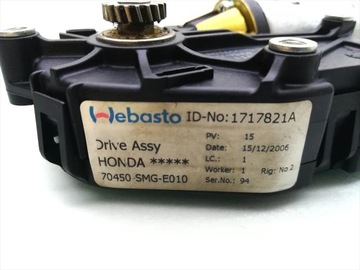 Webasto ID-No:1717821A
PV: 15
Drive Assy Date: 15/12/2006
HONDA ***** LC.: 1
Worker: 1 Rig: No 2
70450 SMG-E010 Ser.No.: 94